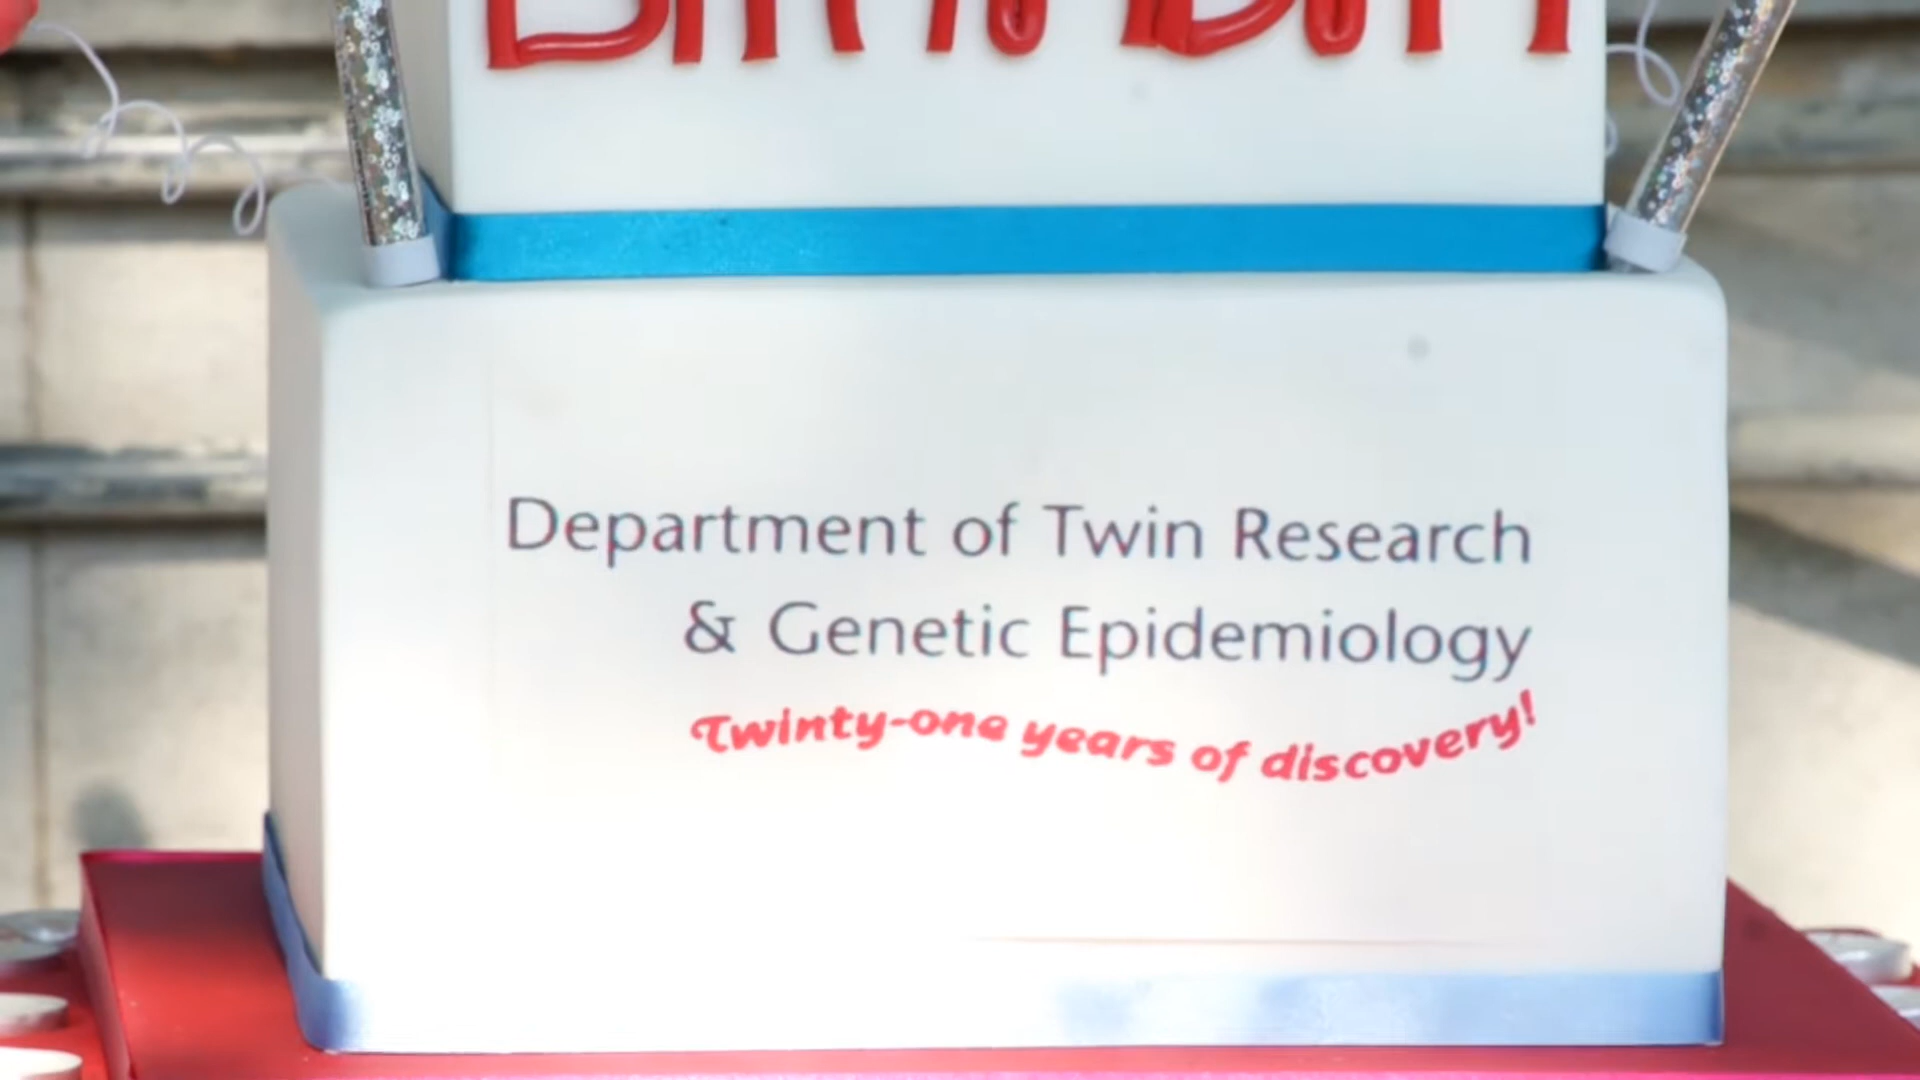 Department of Twin Research
& Genetic Epidemiology
Twinty-one years of discovery!